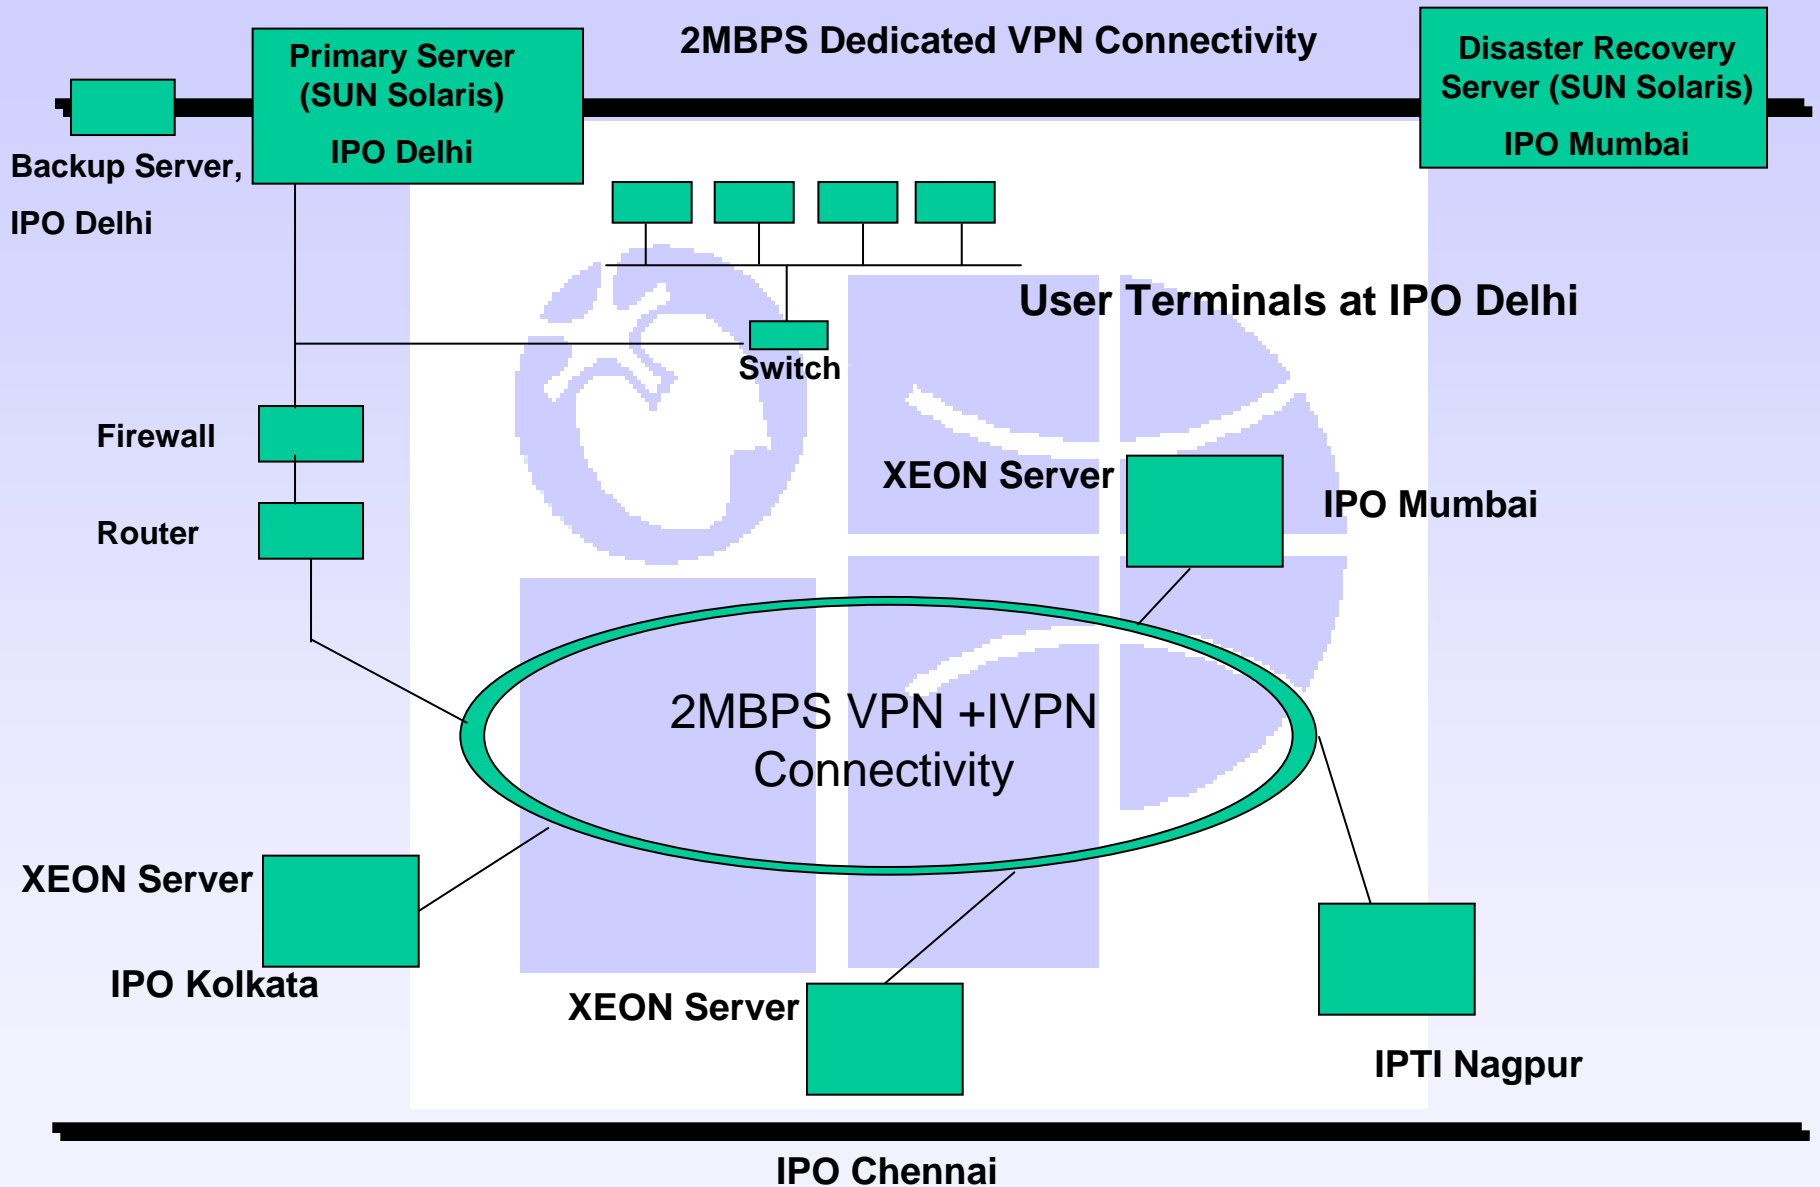 2MBPS Dedicated VPN Connectivity
Primary Server
(SUN Solaris)
IPO Delhi
Disaster Recovery
Server (SUN Solaris)
IPO Mumbai
Backup Server,
IPO Delhi
User Terminals at IPO Delhi
Switch
Firewall
XEON Server
IPO Mumbai
Router
2MBPS VPN +IVPN
Connectivity
XEON Server
IPO Kolkata
XEON Server
IPTI Nagpur
IPO Chennai